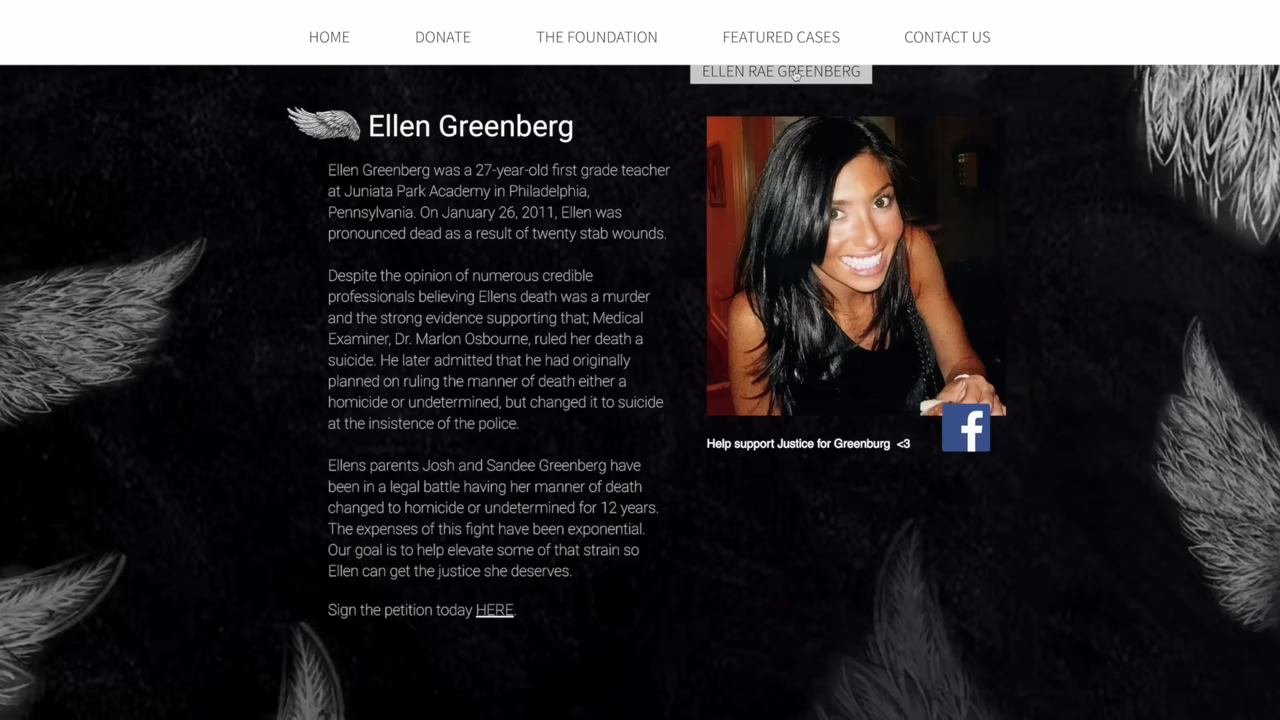 HOME DONATE THE FOUNDATION FEATURED CASES CONTACT US
ELLEN RAE GREENBERG
Ellen Greenberg
Ellen Greenberg was a 27-year-old first grade teacher
at Juniata Park Academy in Philadelphia,
Pennsylvania. On January 26, 2011, Ellen was
pronounced dead as a result of twenty stab wounds.
Despite the opinion of numerous credible
professionals believing Ellens death was a murder
and the strong evidence supporting that; Medical
Examiner, Dr. Marlon Osbourne, ruled her death a
suicide. He later admitted that he had originally
planned on ruling the manner of death either a
homicide or undetermined, but changed it to suicide
at the insistence of the police.
Ellens parents Josh and Sandee Greenberg have
been in a legal battle having her manner of death
changed to homicide or undetermined for 12 years.
The expenses of this fight have been exponential.
Our goal is to help elevate some of that strain so
Ellen can get the justice she deserves.
Sign the petition today HERE.
Help support Justice for Greenburg <3
f